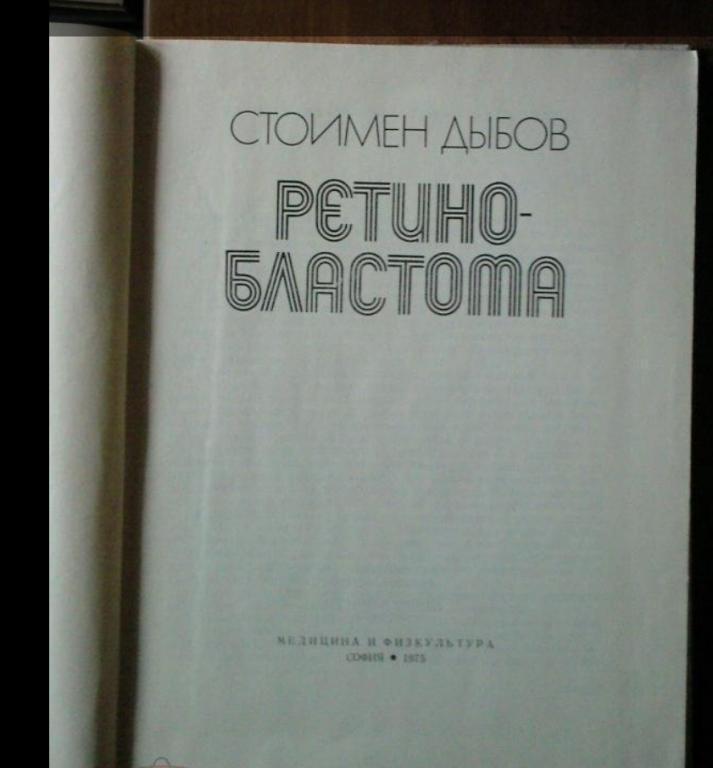 СТОИМЕН ДЫБОВ
РЕТИНО-
БЛАСТОМА
МЕДИЦИНА И ФИЗКУЛЬТУРА
СОФИЯ ★ 1975